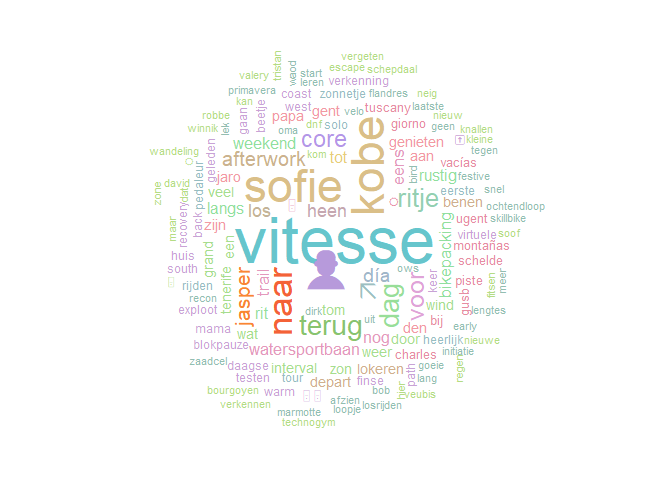 vergeten
tristan
wood
start
escape
schepdaal
valery
leren
verkenning
primavera
coast
zonnetje
flandres
neig
kan
west
velo
laatste
robbe
gaan
beetje
papa
gent
tuscany
nieuw
winnik
lek
oma
dnf
solo
giorno
geen
knallen
weekend
core
kobe
genieten
kleine
wandeling
geleden
afterwork
kom
tot
eens
aan
bird
vacías
tegen
zone
david
dat
pedaleur
jaro
sofie
rustig
festive
veel
ritje
eerste
snel
benen
ochtendloop
maar
recovery
back
langs
los
heen
ugent
skillbike
zijn
vitesse
virtuele
soof
huis
grand
een
bikepacking
montañas
south
tenerife
trail
día
ows
schelde
rijden
jasper
naar
dag
voor
keer
piste
fitsen
meer
recon
wind
gusb
lengtes
exploot
rit
dirk
tom
uit
bij
early
mama
wat
terug
den
initiatie
blokpauze
watersportbaan
nog
door
heerlijk
nieuwe
zaadcel
daagse
weer
charles
goeie
regen
testen
interval
zon
lokeren
path
lang
tour
depart
finse
bourgoyen
warm
bob
hier
veubis
verkennen
afzien
losrijden
marmotte
loopje
technogym